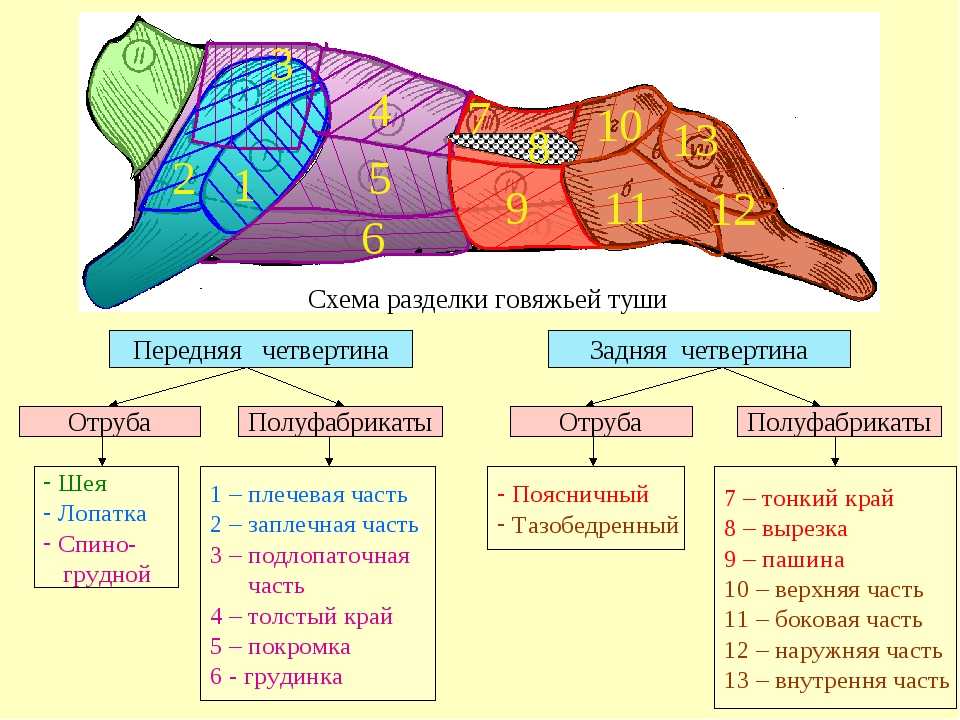 3
4
7
8
10
13
2
1
5
9
11
12
6
II
г
в
а
б
Схема разделки говяжьей туши
Передняя четвертина
Задняя четвертина
Отруба
Полуфабрикаты
Отруба
Полуфабрикаты
- Шея
- Лопатка
- Спино-
грудной
1 – плечевая часть
2 – заплечная часть
3 – подлопаточная
часть
4 – толстый край
5 – покромка
6 - грудинка
- Поясничный
- Тазобедренный
7 – тонкий край
8 – вырезка
9 – пашина
10 – верхняя часть
11 – боковая часть
12 – наружняя часть
13 – внутрення часть